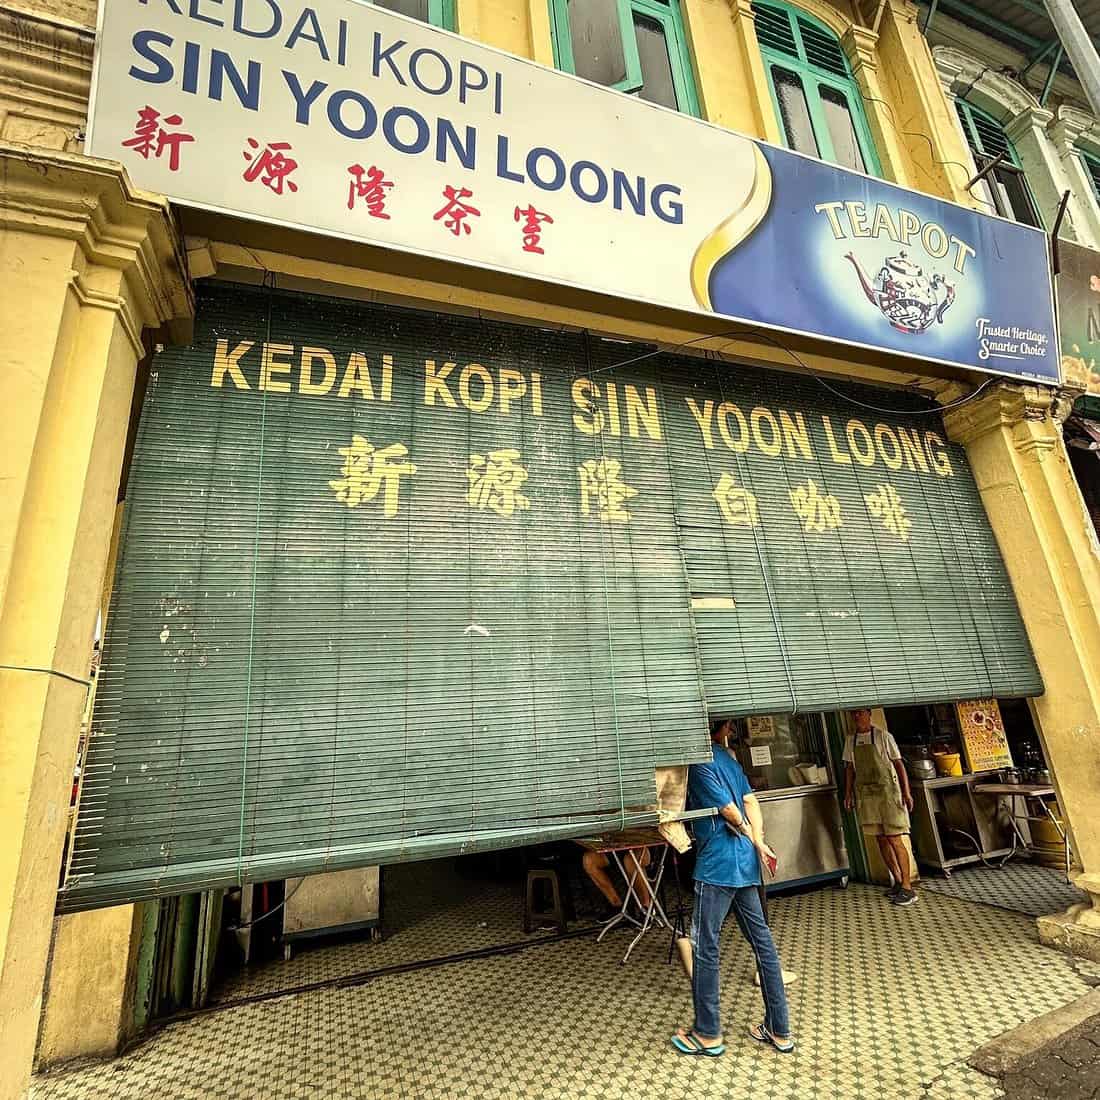 KEDAI KOPI
SIN YOON LOONG
新源隆茶室
TEAPOT
Trusted Heritage,
Smarter Choice
KEDAI KOPI SIN YOON LOONG
新源隆 白咖啡